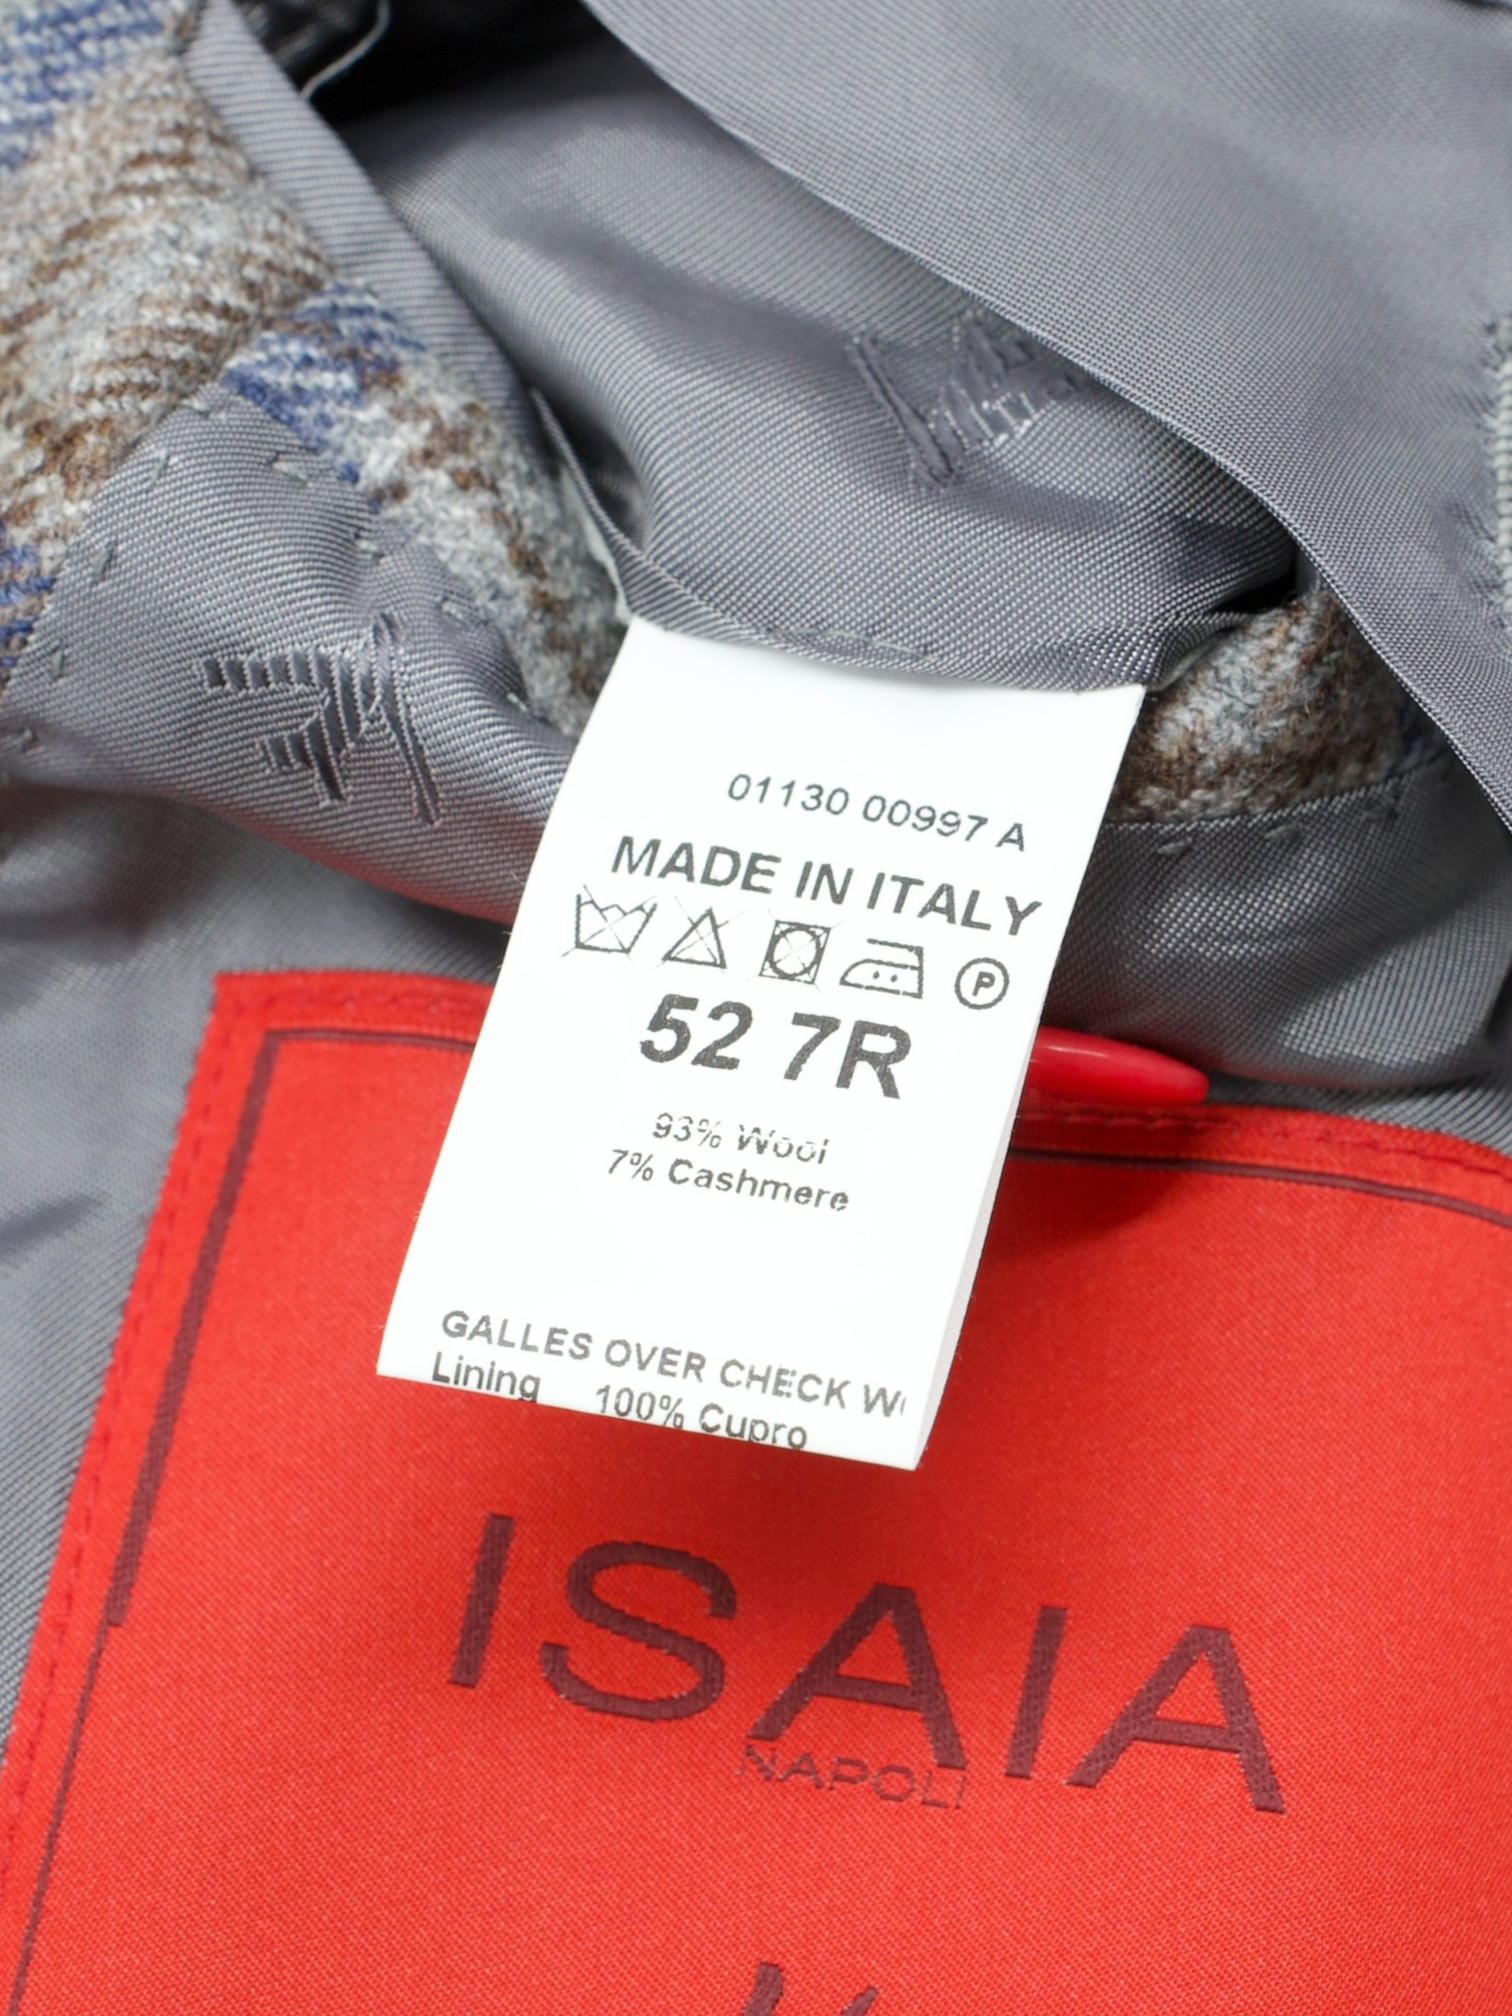 01130 00997 A
MADE IN ITALY
P
52 7R
93% Wool
7% Cashmere
GALLES OVER CHECK
Lining 100% Cupro
ISAIA
NAPOLI